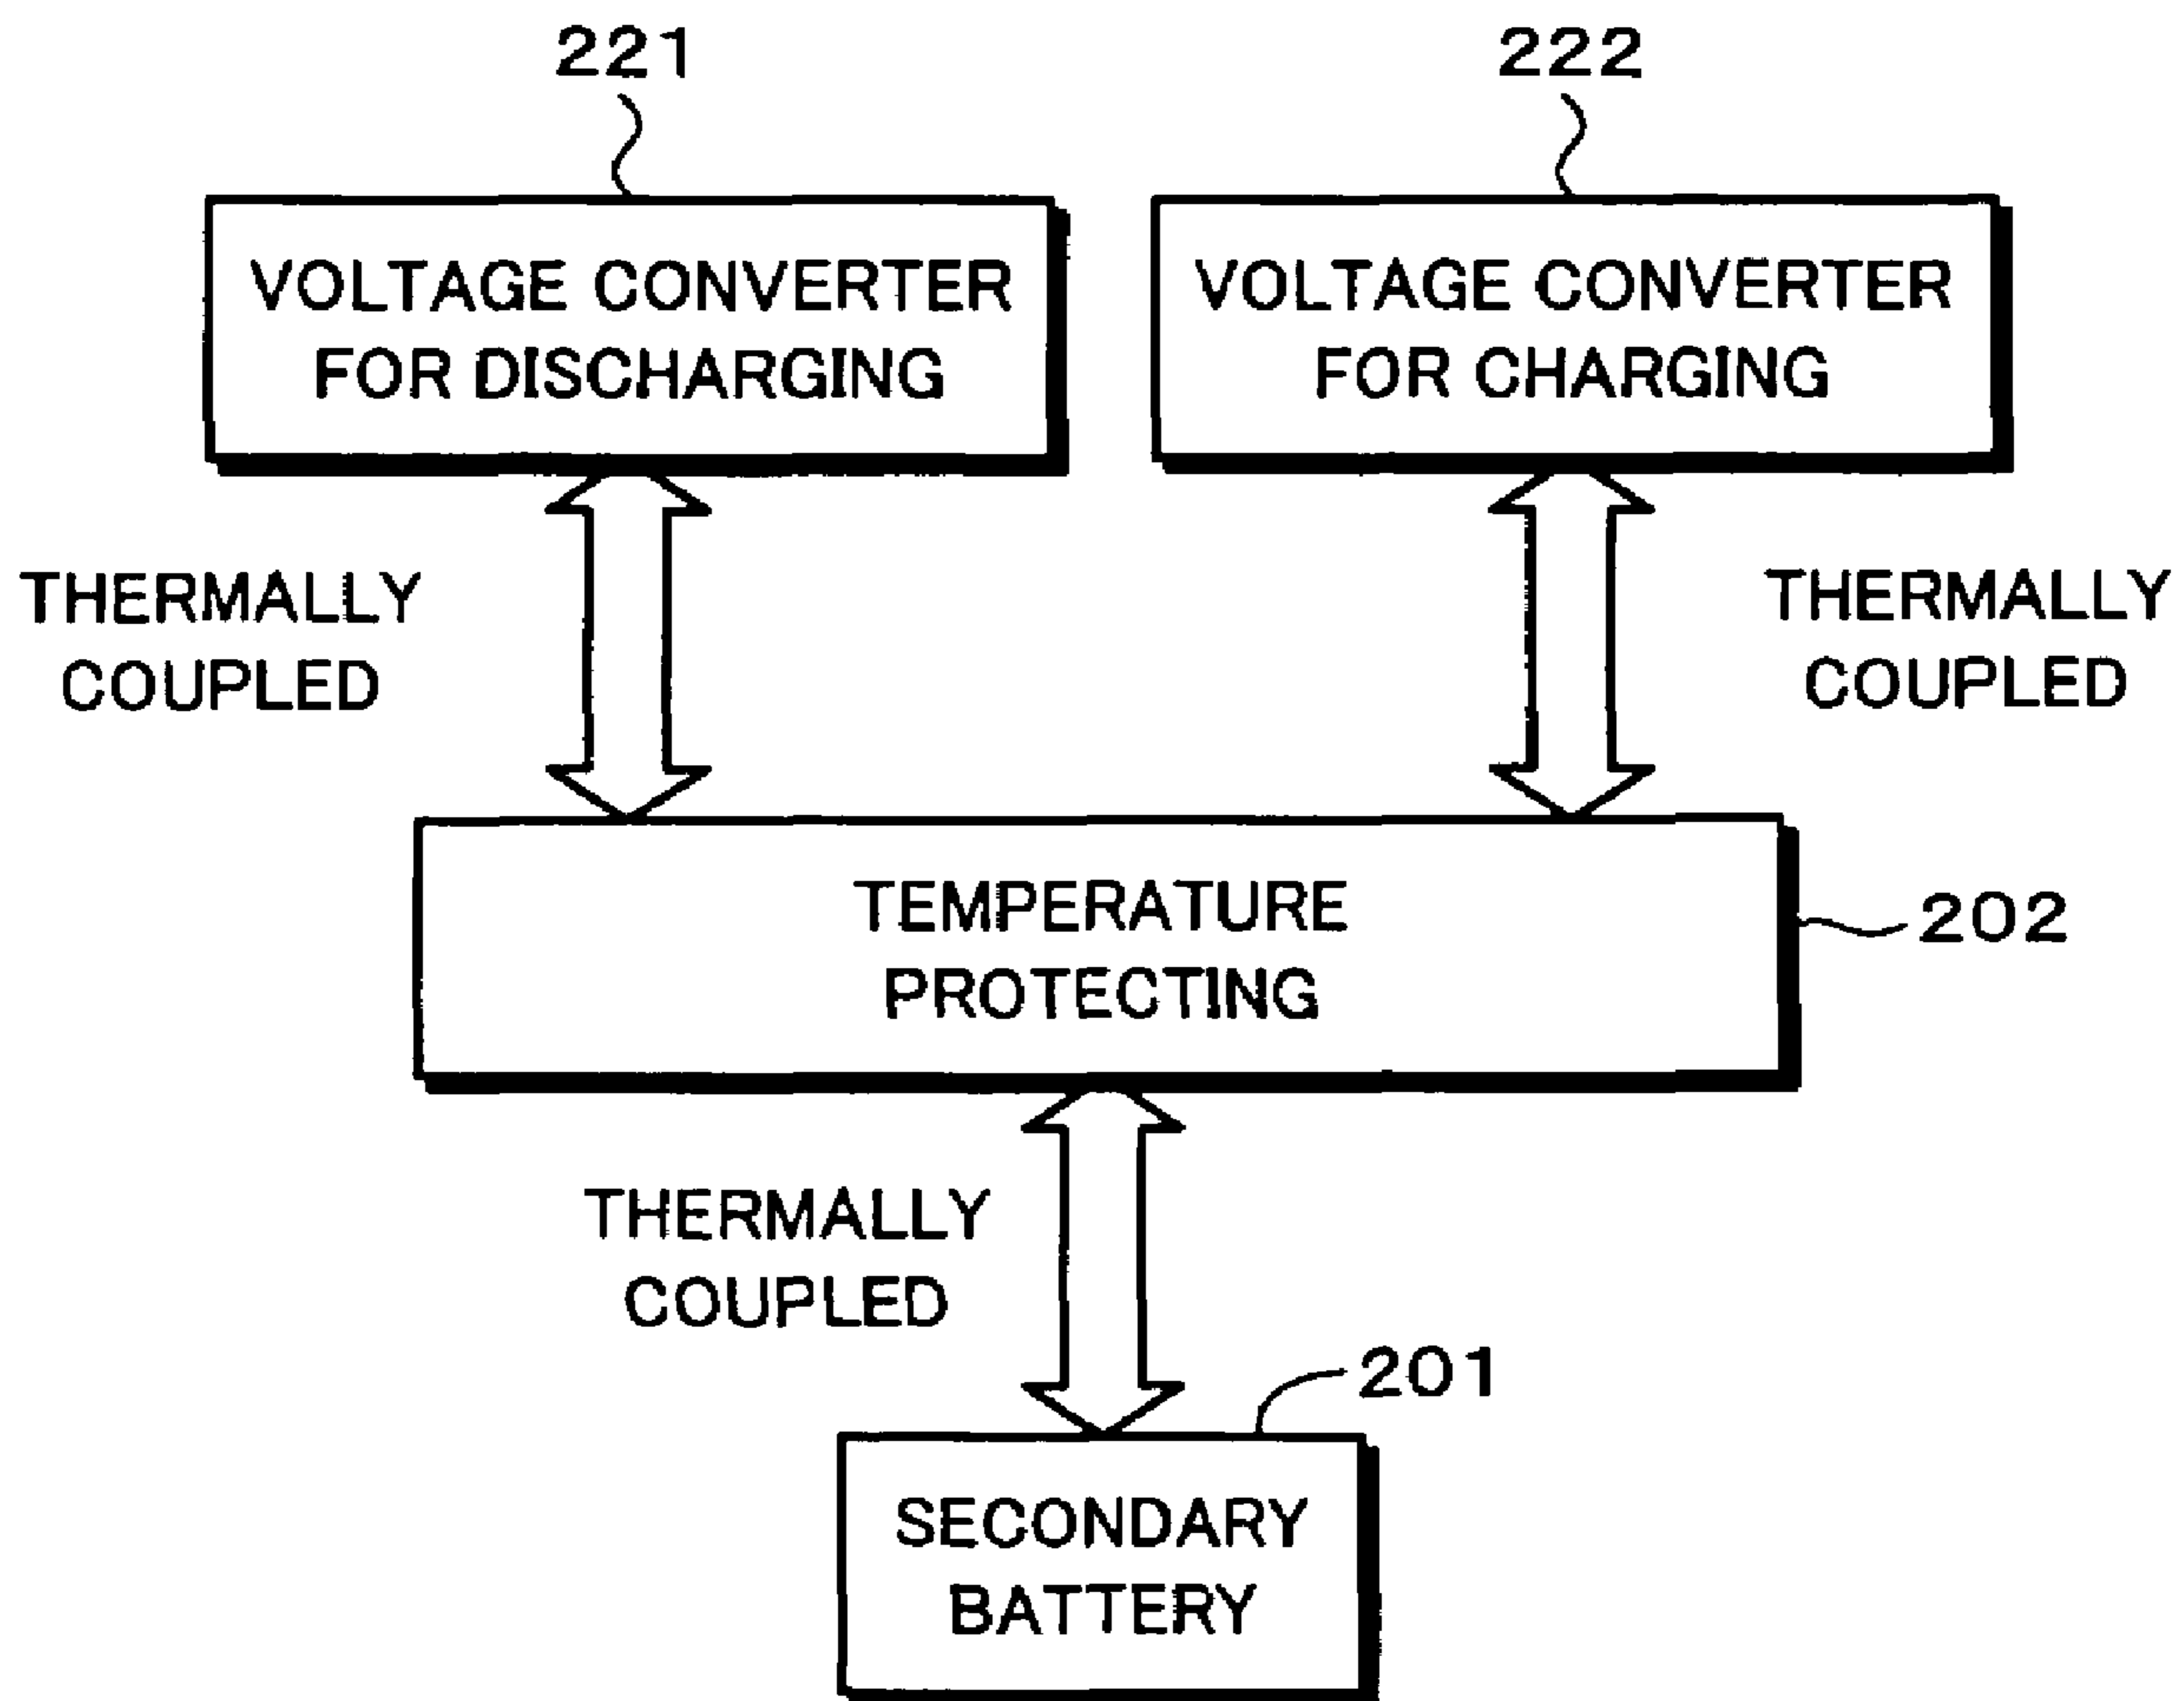 221
222
VOLTAGE CONVERTER
FOR DISCHARGING
VOLTAGE CONVERTER
FOR CHARGING
THERMALLY
COUPLED
THERMALLY
COUPLED
TEMPERATURE
PROTECTING
202
THERMALLY
COUPLED
201
SECONDARY
BATTERY